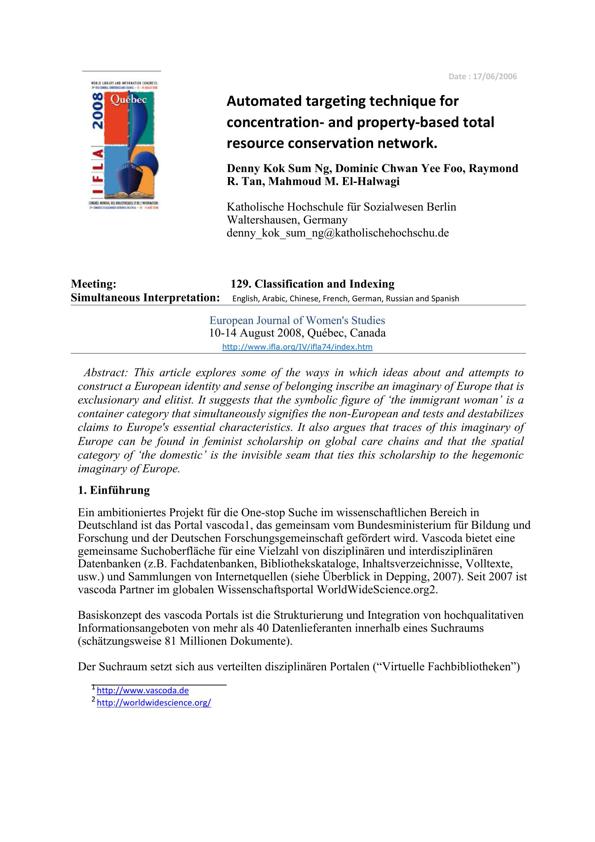 Date : 17/06/2006
WORLD LIBRARY AND INFORMATION CONGRESS:
Québec
IFLA 2008
Automated targeting technique for
concentration- and property-based total
resource conservation network.
Denny Kok Sum Ng, Dominic Chwan Yee Foo, Raymond
R. Tan, Mahmoud M. El-Halwagi
Katholische Hochschule für Sozialwesen Berlin
Waltershausen, Germany
denny_kok_sum_ng@katholischehochschu.de
Meeting: 129. Classification and Indexing
Simultaneous Interpretation: English, Arabic, Chinese, French, German, Russian and Spanish
European Journal of Women's Studies
10-14 August 2008, Québec, Canada
http://www.ifla.org/IV/ifla74/index.htm
Abstract: This article explores some of the ways in which ideas about and attempts to
construct a European identity and sense of belonging inscribe an imaginary of Europe that is
exclusionary and elitist. It suggests that the symbolic figure of ‘the immigrant woman’ is a
container category that simultaneously signifies the non-European and tests and destabilizes
claims to Europe's essential characteristics. It also argues that traces of this imaginary of
Europe can be found in feminist scholarship on global care chains and that the spatial
category of ‘the domestic’ is the invisible seam that ties this scholarship to the hegemonic
imaginary of Europe.
1. Einführung
Ein ambitioniertes Projekt für die One-stop Suche im wissenschaftlichen Bereich in
Deutschland ist das Portal vascoda1, das gemeinsam vom Bundesministerium für Bildung und
Forschung und der Deutschen Forschungsgemeinschaft gefördert wird. Vascoda bietet eine
gemeinsame Suchoberfläche für eine Vielzahl von disziplinären und interdisziplinären
Datenbanken (z.B. Fachdatenbanken, Bibliothekskataloge, Inhaltsverzeichnisse, Volltexte,
usw.) und Sammlungen von Internetquellen (siehe Überblick in Depping, 2007). Seit 2007 ist
vascoda Partner im globalen Wissenschaftsportal WorldWideScience.org2.
Basiskonzept des vascoda Portals ist die Strukturierung und Integration von hochqualitativen
Informationsangeboten von mehr als 40 Datenlieferanten innerhalb eines Suchraums
(schätzungsweise 81 Millionen Dokumente).
Der Suchraum setzt sich aus verteilten disziplinären Portalen (“Virtuelle Fachbibliotheken”)
1 http://www.vascoda.de
2 http://worldwidescience.org/